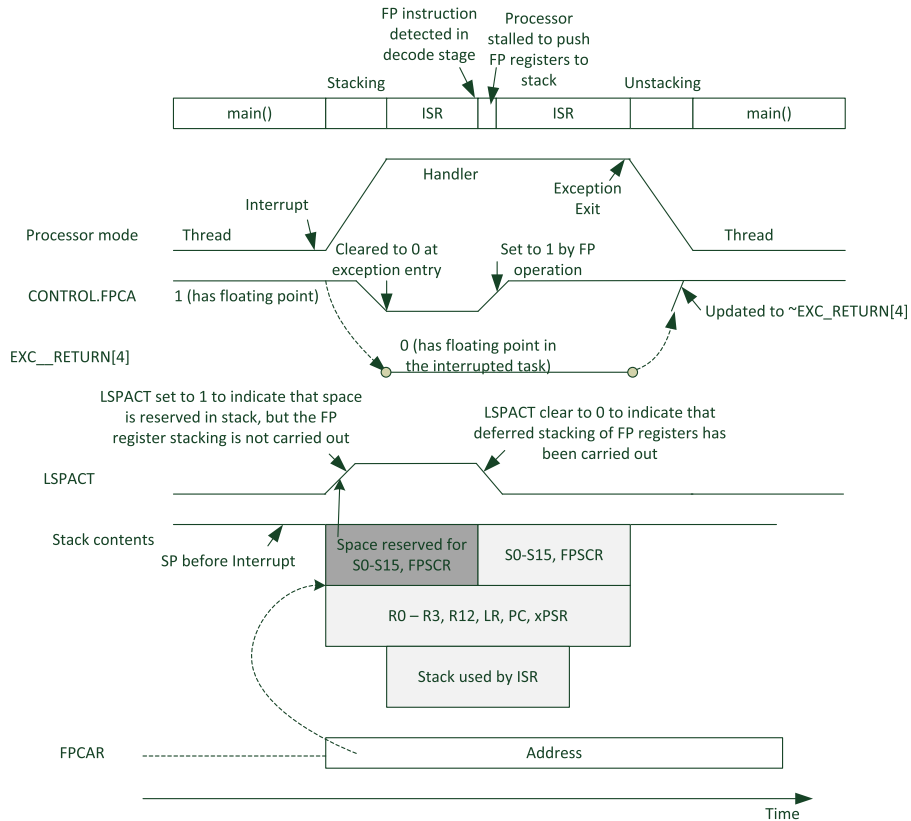 FP instruction
detected in
decode stage
Processor
stalled to push
FP registers to
stack
Stacking
Unstacking
main()
ISR
ISR
main()
Handler
Exception
Exit
Interrupt
Processor mode
Thread
Thread
Cleared to 0 at
exception entry
Set to 1 by FP
operation
CONTROL.FPCA
1 (has floating point)
Updated to ~EXC_RETURN[4]
EXC__RETURN[4]
0 (has floating point in
the interrupted task)
LSPACT set to 1 to indicate that space
is reserved in stack, but the FP
register stacking is not carried out
LSPACT clear to 0 to indicate that
deferred stacking of FP registers has
been carried out
LSPACT
Stack contents
SP before Interrupt
Space reserved for
S0-S15, FPSCR
S0-S15, FPSCR
R0 – R3, R12, LR, PC, xPSR
Stack used by ISR
FPCAR
Address
Time